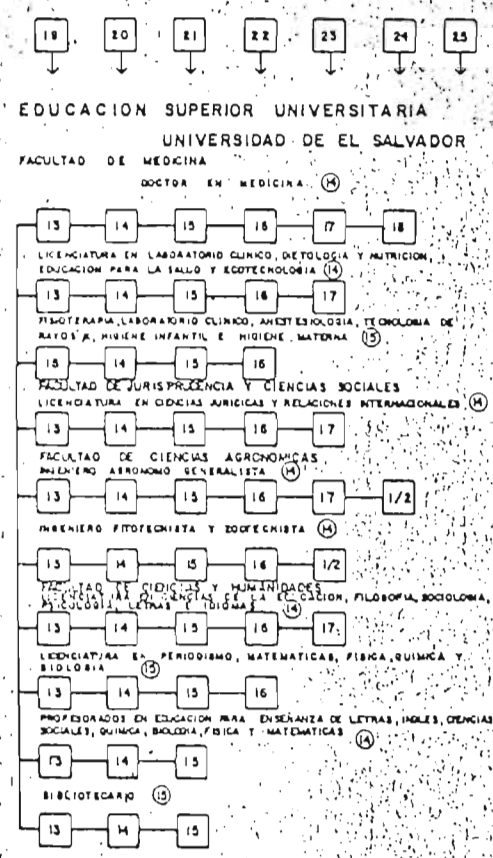 19 20 21 22 23 24 25
EDUCACION SUPERIOR UNIVERSITARIA
UNIVERSIDAD DE EL SALVADOR
FACULTAD DE MEDICINA
DOCTOR EN MEDICINA 14
13 14 15 16 17 18
LICENCIATURA EN LABORATORIO CLINICO, DIETOLOGIA Y NUTRICION,
EDUCACION PARA LA SALUD Y ECOTECNOLOGIA 14
13 14 15 16 17
FISIOTERAPIA, LABORATORIO CLINICO, ANESTESIOLOGIA, TECNOLOGIA DE
RAYOS X, HIGIENE INFANTIL E HIGIENE MATERNA 15
14 15 16
FACULTAD DE JURISPRUDENCIA Y CIENCIAS SOCIALES
LICENCIATURA EN CIENCIAS JURIDICAS Y RELACIONES INTERNACIONALES 14
13 14 15 16 17
FACULTAD DE CIENCIAS AGRONOMICAS
INGENIERO AGRONOMO GENERALISTA 14
13 14 15 16 17 1/2
INGENIERO FITOTECNISTA Y ZOOTECNISTA 14
13 14 15 16 1/2
FACULTAD DE CIENCIAS Y HUMANIDADES
LICENCIATURA EN CIENCIAS DE LA EDUCACION, FILOSOFIA, SOCIOLOGIA,
PSICOLOGIA, LETRAS E IDIOMAS 14
13 14 15 16 17
LICENCIATURA EN PERIODISMO, MATEMATICAS, FISICA, QUIMICA Y
BIOLOGIA 15
13 14 15 16
PROFESORADOS EN EDUCACION PARA ENSEÑANZA DE LETRAS, INGLES, CIENCIAS
SOCIALES, QUIMICA, BIOLOGIA, FISICA Y MATEMATICAS 14
13 14 15
BIBLIOTECARIO 15
13 14 15